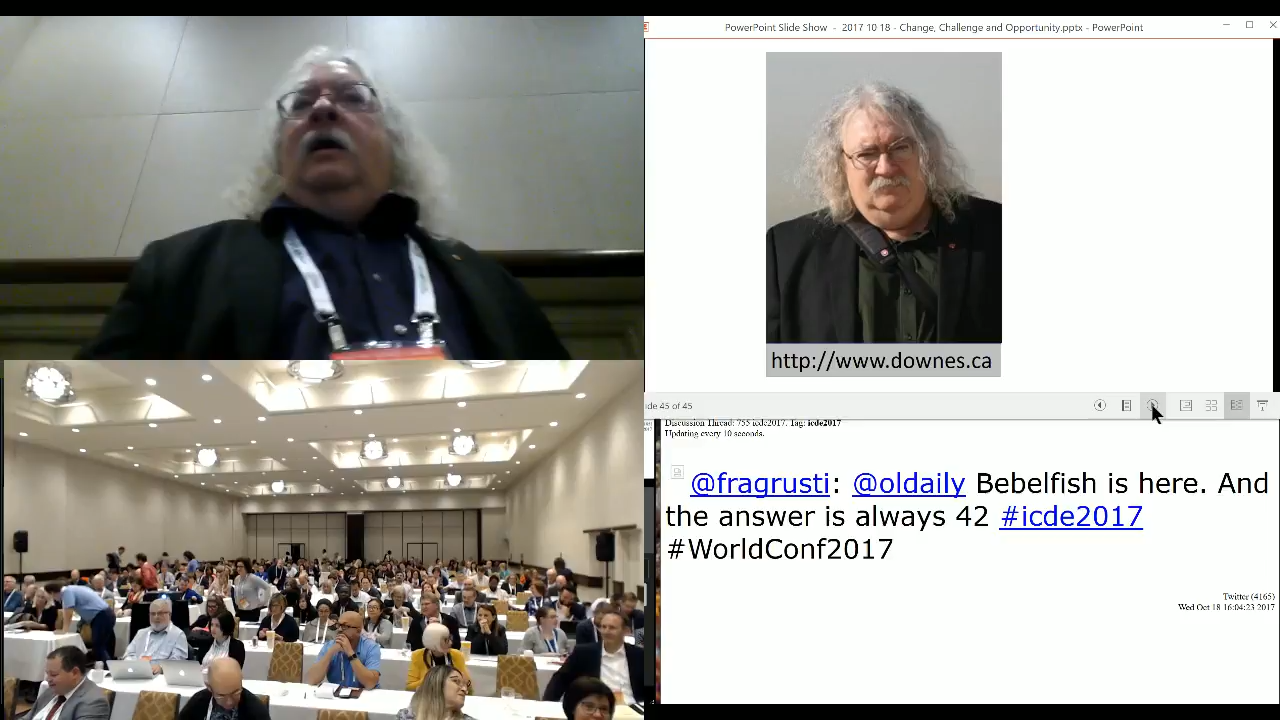 PowerPoint Slide Show - 2017 10 18 - Change, Challenge and Opportunity.pptx - PowerPoint
http://www.downes.ca
ide 45 of 45
Discussion Thread: 755 icde2017. Tag: icde2017
Updating every 10 seconds.
@fragrusti: @oldaily Bebelfish is here. And
the answer is always 42 #icde2017
#WorldConf2017
Twitter (4165)
Wed Oct 18 16:04:23 2017